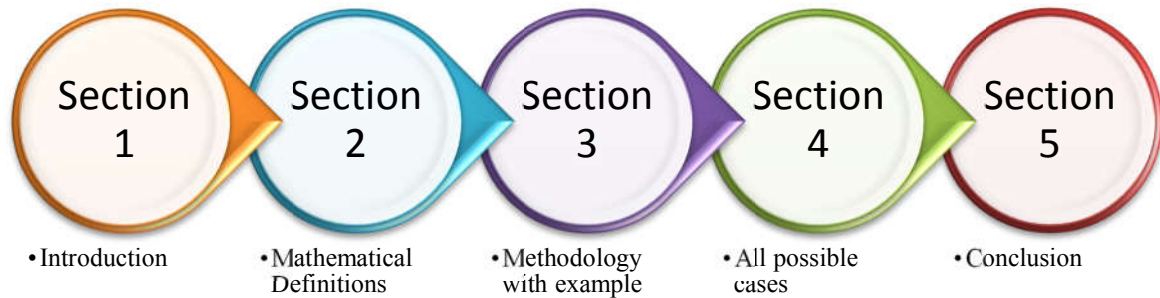 Section
1
Section
2
Section
3
Section
4
Section
5
• Introduction
• Mathematical
Definitions
• Methodology
with example
• All possible
cases
• Conclusion